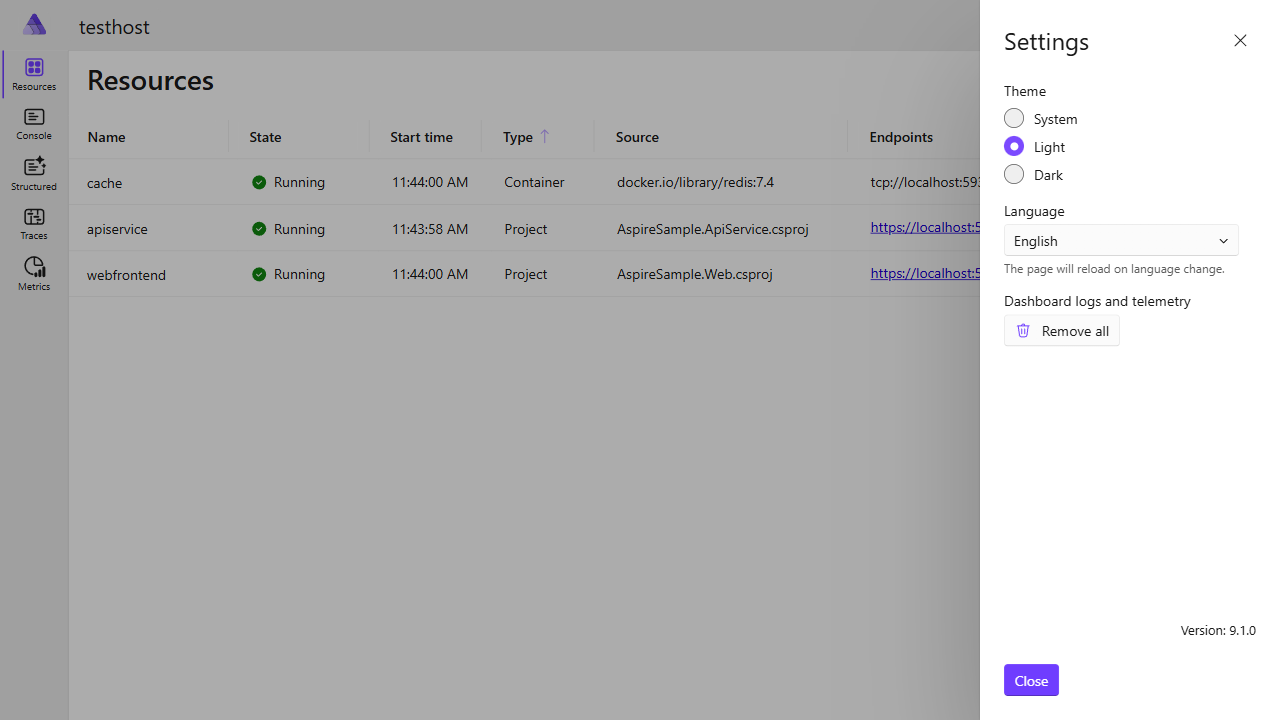 testhost
Resources
Console
Structured
Traces
Metrics
Resources
Name State Start time Type Source Endpoints
cache Running 11:44:00 AM Container docker.io/library/redis:7.4 tcp://localhost:593
apiservice Running 11:43:58 AM Project AspireSample.ApiService.csproj https://localhost:5
webfrontend Running 11:44:00 AM Project AspireSample.Web.csproj https://localhost:5
Settings
Theme
System
Light
Dark
Language
English
The page will reload on language change.
Dashboard logs and telemetry
Remove all
Version: 9.1.0
Close